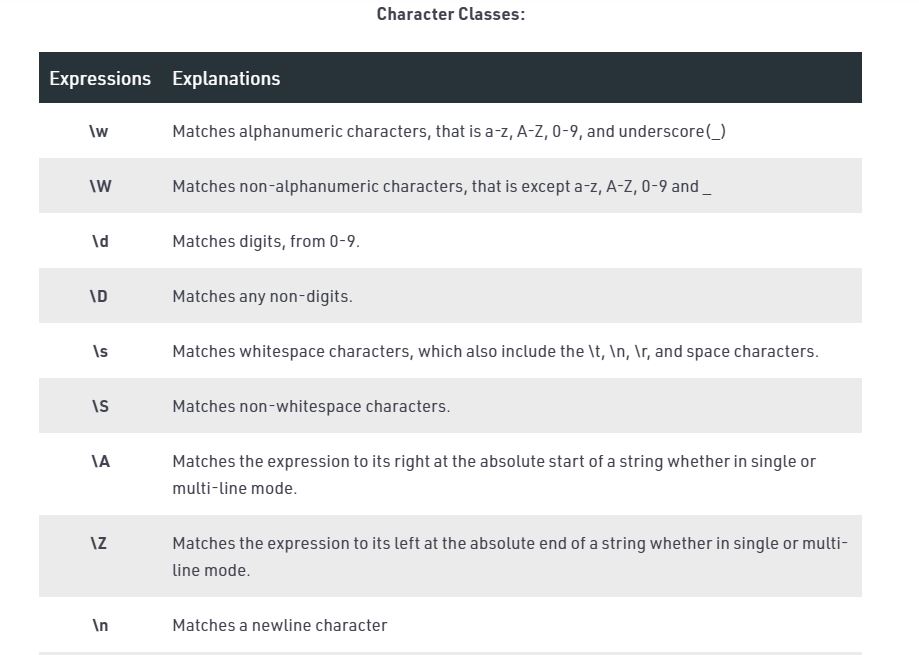 Character Classes:
Expressions Explanations
\w Matches alphanumeric characters, that is a-z, A-Z, 0-9, and underscore(_)
\W Matches non-alphanumeric characters, that is except a-z, A-Z, 0-9 and _
\d Matches digits, from 0-9.
\D Matches any non-digits.
\s Matches whitespace characters, which also include the \t, \n, \r, and space characters.
\S Matches non-whitespace characters.
\A Matches the expression to its right at the absolute start of a string whether in single or
multi-line mode.
\Z Matches the expression to its left at the absolute end of a string whether in single or multi-
line mode.
\n Matches a newline character